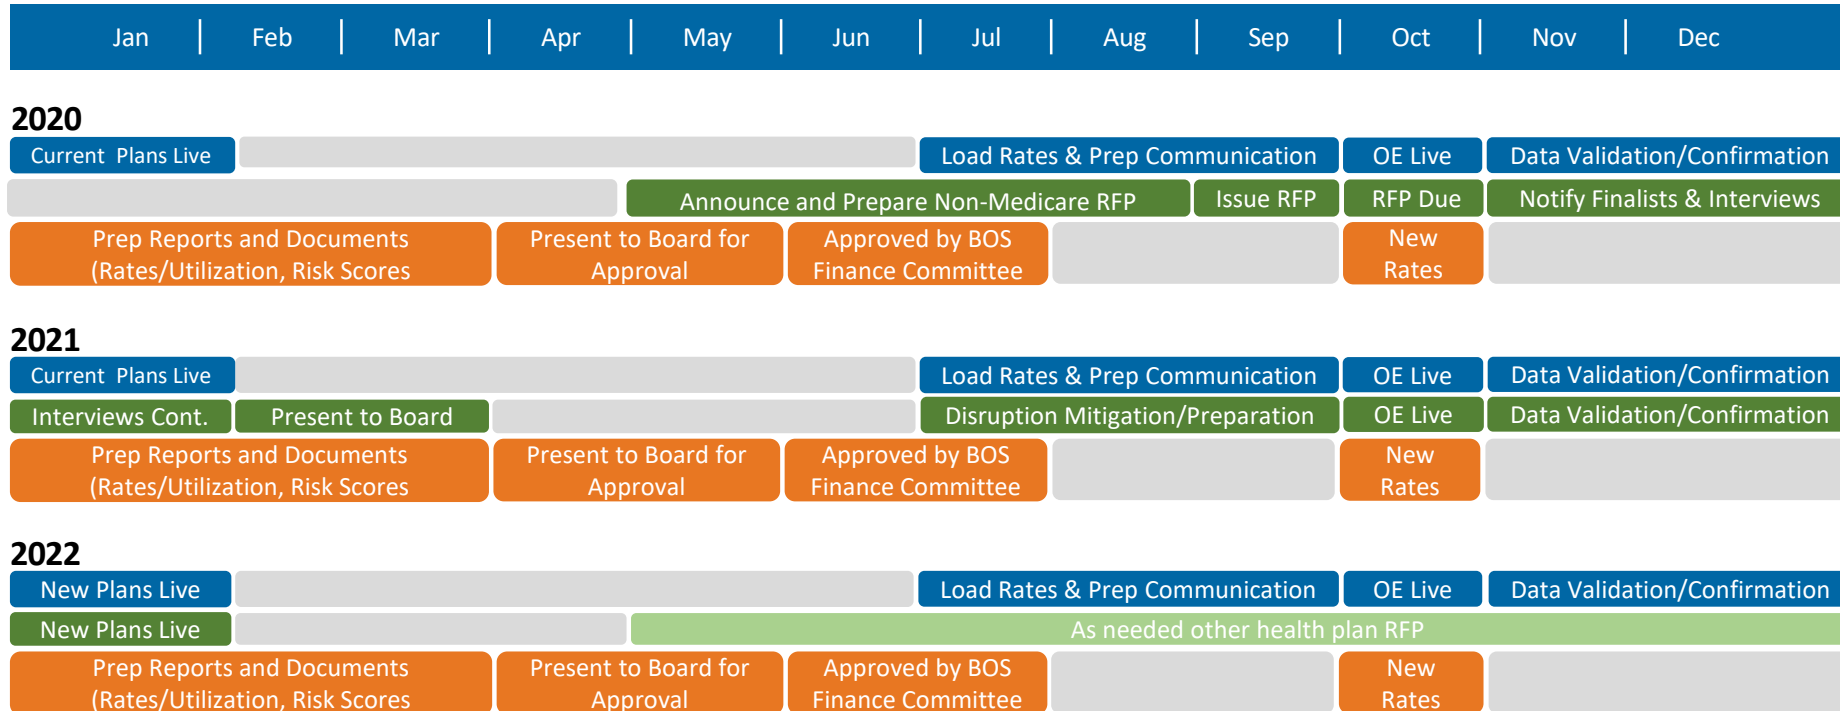 Jan | Feb | Mar | Apr | May | Jun | Jul | Aug | Sep | Oct | Nov | Dec
2020
Current Plans Live Load Rates & Prep Communication OE Live Data Validation/Confirmation
Announce and Prepare Non-Medicare RFP Issue RFP RFP Due Notify Finalists & Interviews
Prep Reports and Documents Present to Board for Approved by BOS New
(Rates/Utilization, Risk Scores Approval Finance Committee Rates
2021
Current Plans Live Load Rates & Prep Communication OE Live Data Validation/Confirmation
Interviews Cont. Present to Board Disruption Mitigation/Preparation OE Live Data Validation/Confirmation
Prep Reports and Documents Present to Board for Approved by BOS New
(Rates/Utilization, Risk Scores Approval Finance Committee Rates
2022
New Plans Live Load Rates & Prep Communication OE Live Data Validation/Confirmation
New Plans Live As needed other health plan RFP
Prep Reports and Documents Present to Board for Approved by BOS New
(Rates/Utilization, Risk Scores Approval Finance Committee Rates